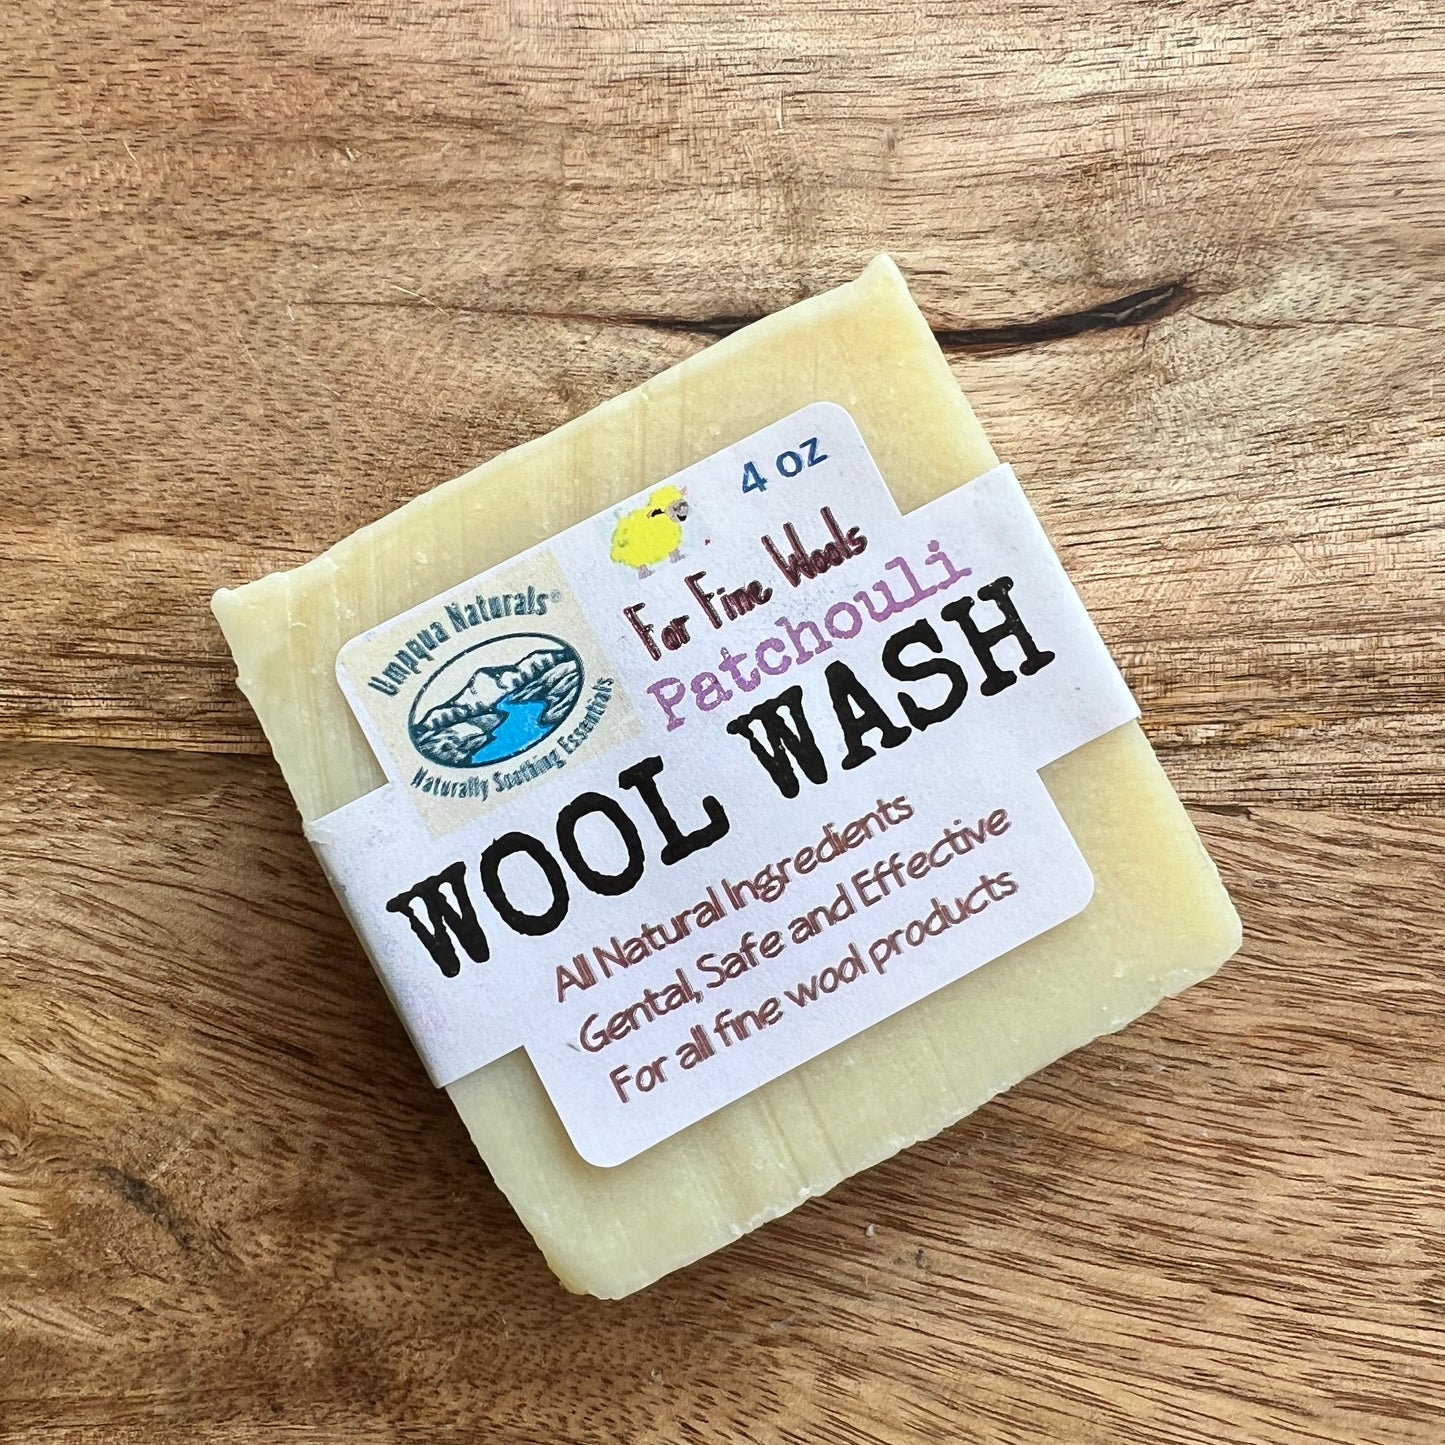 4 oz
For Fine Wools
Umpqua Naturals®
Patchouli
Naturally Soothing Essentials
WOOL WASH
All Natural Ingredients
Gental, Safe and Effective
For all fine wool products